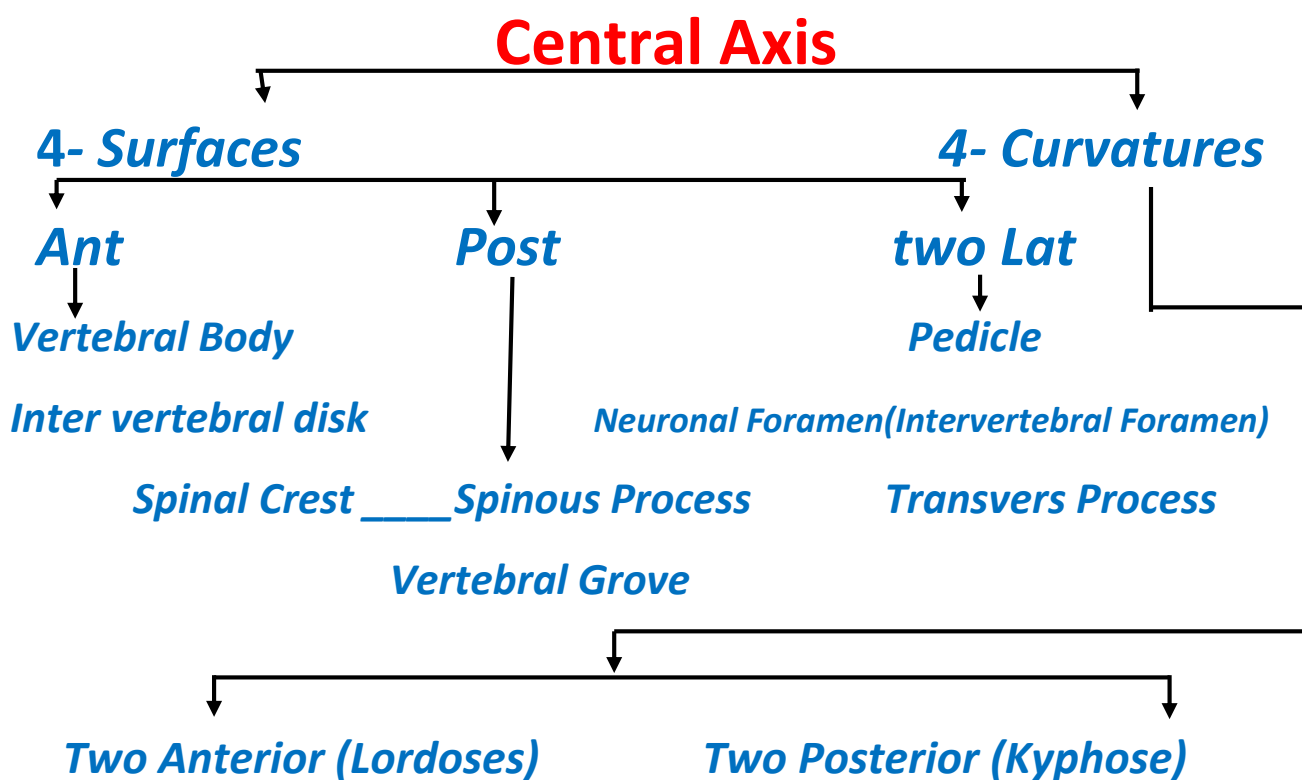 Central Axis
4- Surfaces 4- Curvatures
Ant Post two Lat
Vertebral Body Pedicle
Inter vertebral disk Neuronal Foramen(Intervertebral Foramen)
Spinal Crest ____Spinous Process Transvers Process
Vertebral Grove
Two Anterior (Lordoses) Two Posterior (Kyphose)